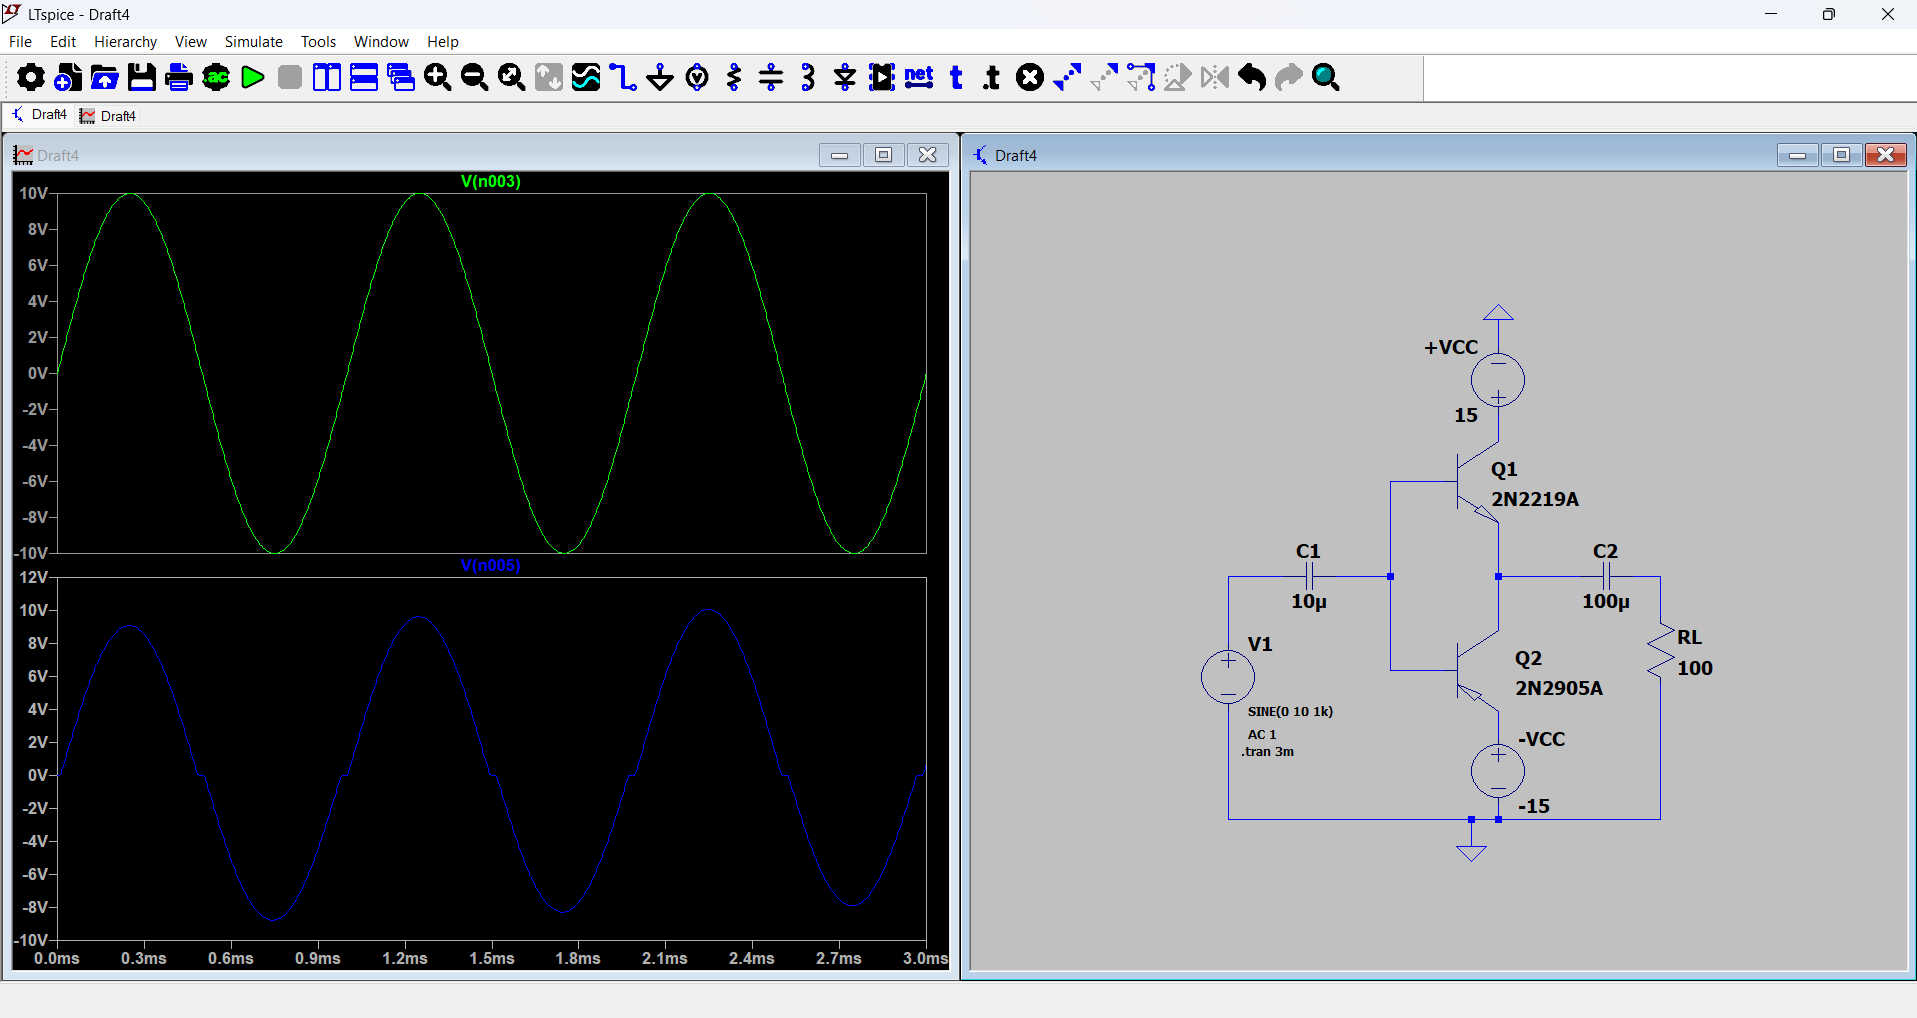 LTspice - Draft4
File Edit Hierarchy View Simulate Tools Window Help
.ac
net t .t
Draft4 Draft4
Draft4
V(n003)
10V
8V
6V
4V
2V
0V
-2V
-4V
-6V
-8V
-10V
V(n005)
12V
10V
8V
6V
4V
2V
0V
-2V
-4V
-6V
-8V
-10V
0.0ms 0.3ms 0.6ms 0.9ms 1.2ms 1.5ms 1.8ms 2.1ms 2.4ms 2.7ms 3.0ms
Draft4
+VCC
15
Q1
2N2219A
C1
10µ
C2
100µ
V1
SINE(0 10 1k)
AC 1
.tran 3m
Q2
2N2905A
RL
100
-VCC
-15